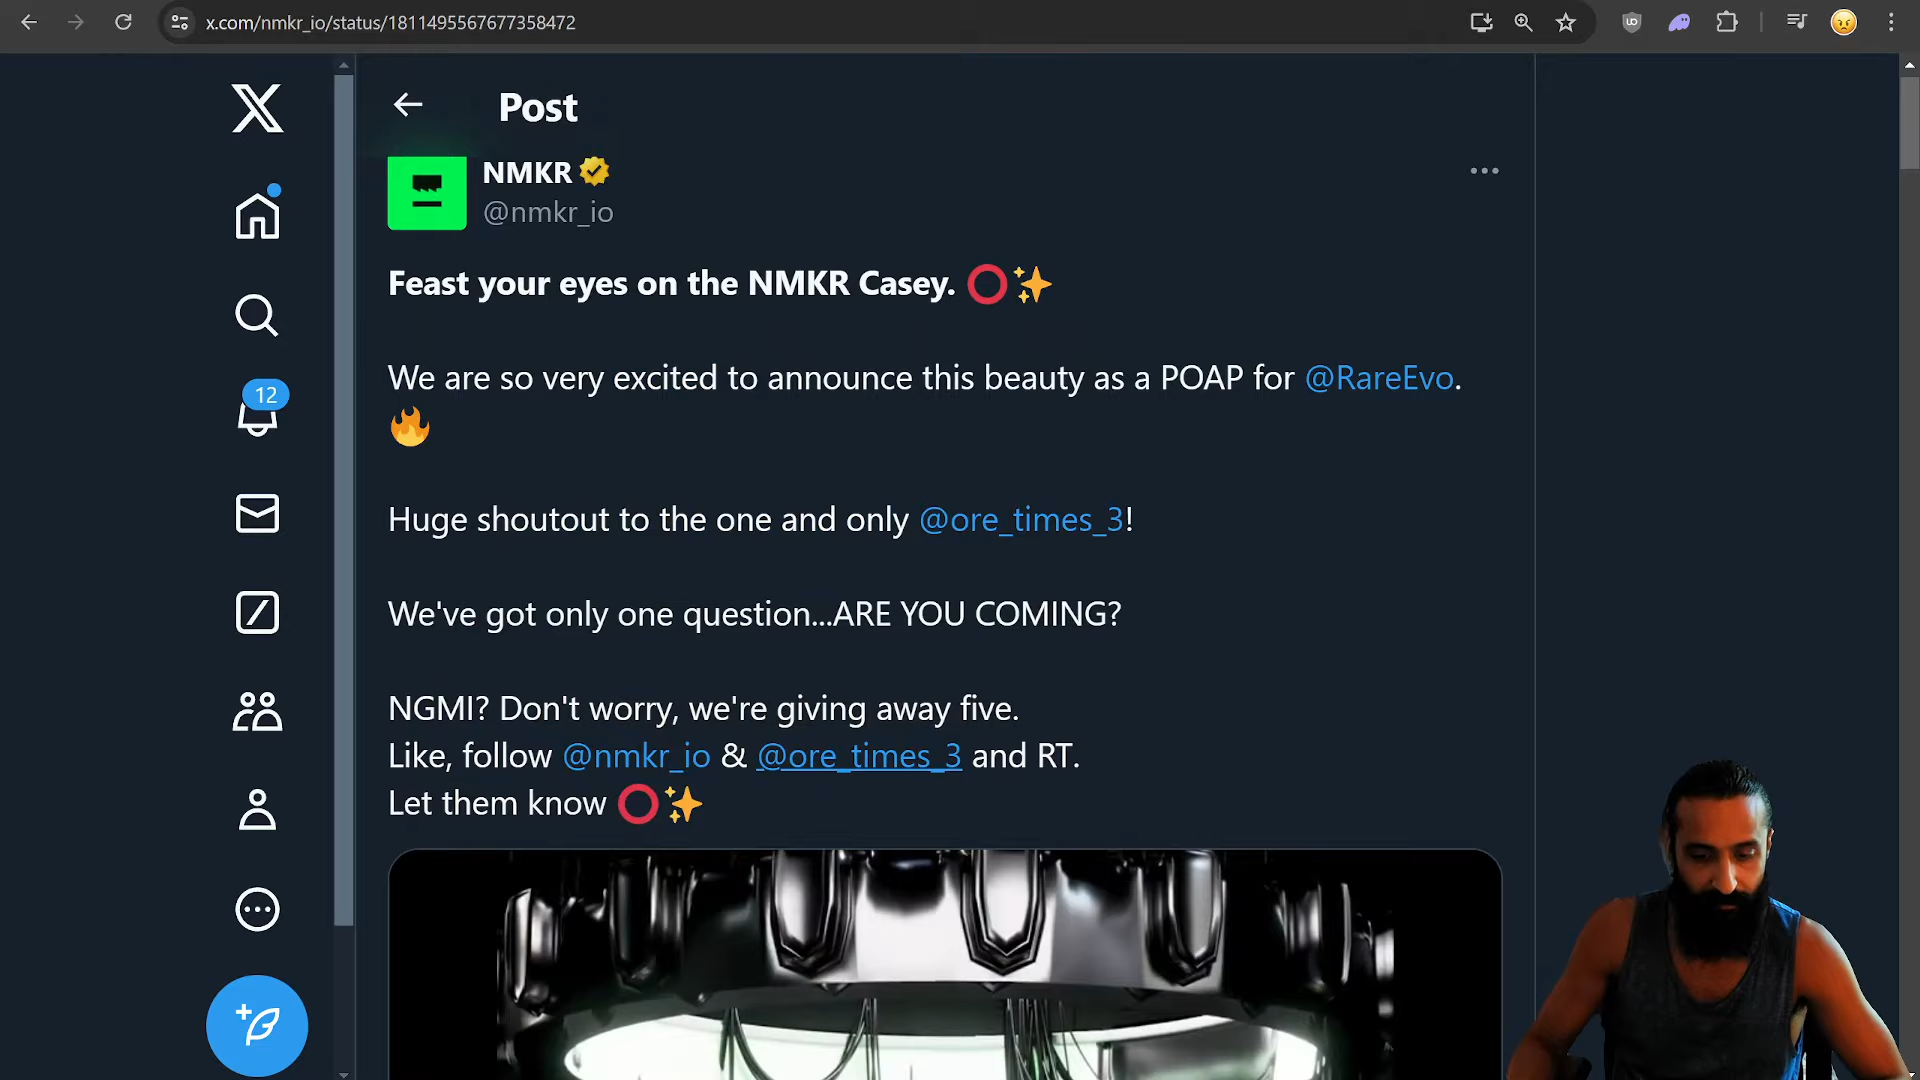 x.com/nmkr_io/status/1811495567677358472
Post
NMKR
@nmkr_io
Feast your eyes on the NMKR Casey. ⭕✨
We are so very excited to announce this beauty as a POAP for @RareEvo.
🔥
Huge shoutout to the one and only @ore_times_3!
We've got only one question...ARE YOU COMING?
12
NGMI? Don't worry, we're giving away five.
Like, follow @nmkr_io & @ore_times_3 and RT.
Let them know ⭕✨